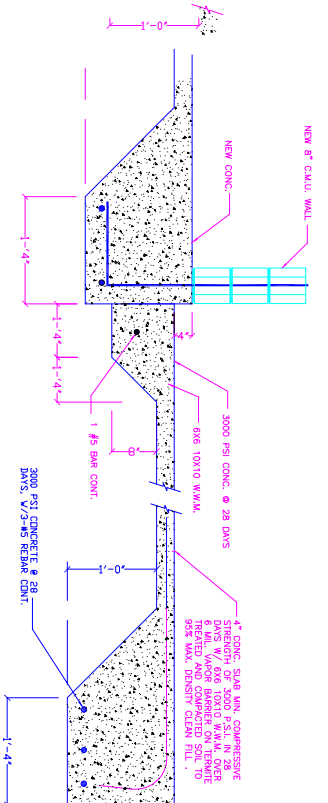 NEW 8" C.M.U. WALL
NEW CONC.
1'-0"
4"
1'-4"
1'-4"
1'-4"
8"
3000 PSI CONC. @ 28 DAYS
6X6 10X10 W.W.M.
1 #5 BAR CONT.
4" CONC. SLAB MIN. COMPRESSIVE
STRENGTH OF 3000 P.S.I. IN 28
DAYS W/ 6X6 10X10 W.W.M. OVER
6 MIL VAPOR BARRIER ON TERMITE
TREATED AND COMPACTED SOIL TO
95% MAX. DENSITY CLEAN FILL .
1'-0"
3000 PSI CONCRETE @ 28
DAYS, W/3-#5 REBAR CONT.
1'-4"